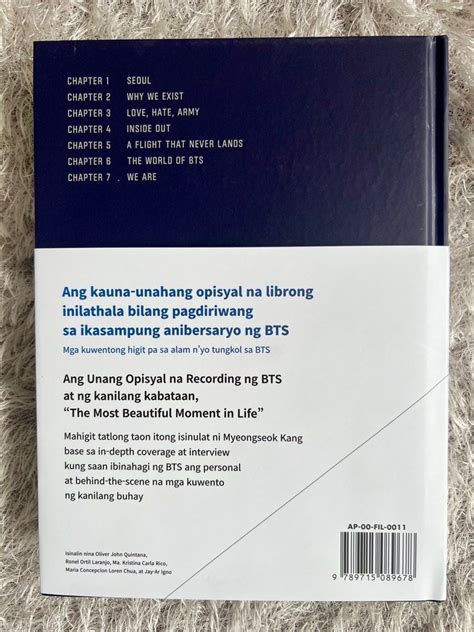 CHAPTER 1 SEOUL
CHAPTER 2 WHY WE EXIST
CHAPTER 3 LOVE, HATE, ARMY
CHAPTER 4 INSIDE OUT
CHAPTER 5 A FLIGHT THAT NEVER LANDS
CHAPTER 6 THE WORLD OF BTS
CHAPTER 7 . WE ARE
Ang kauna-unahang opisyal na librong
inilathala bilang pagdiriwang
sa ikasampung anibersaryo ng BTS
Mga kuwentong higit pa sa alam n'yo tungkol sa BTS
Ang Unang Opisyal na Recording ng BTS
at ng kanilang kabataan,
“The Most Beautiful Moment in Life”
Mahigit tatlong taon itong isinulat ni Myeongseok Kang
base sa in-depth coverage at interview
kung saan ibinahagi ng BTS ang personal
at behind-the-scene na mga kuwento
ng kanilang buhay
Isinalin nina Oliver John Quintana,
Ronel Ortil Laranjo, Ma. Kristina Carla Rico,
Maria Concepcion Loren Chua, at Jay-Ar Igno
AP-00-FIL-0011
9 789715 089678